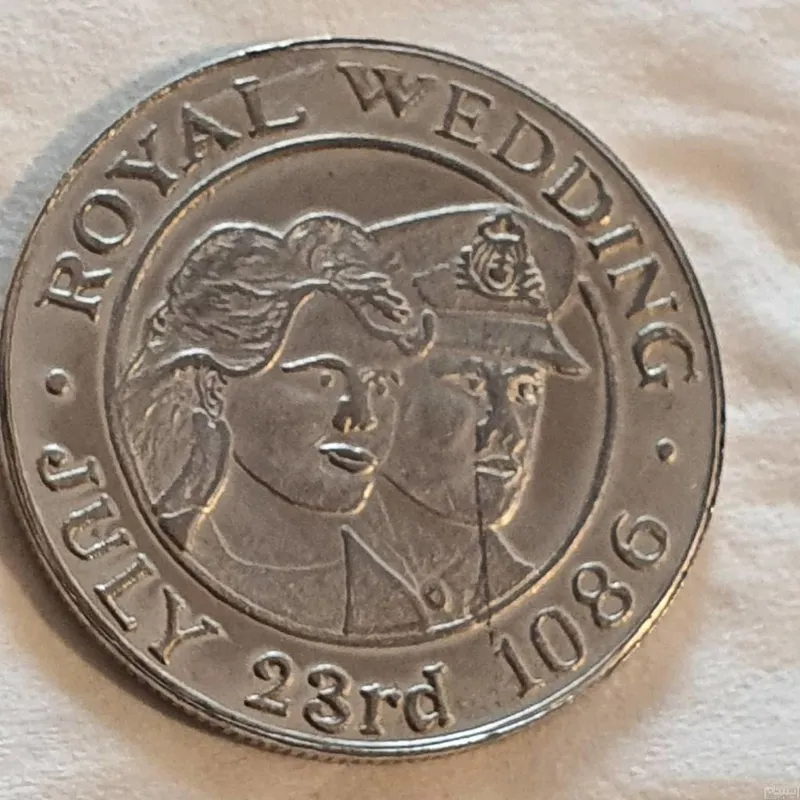 · ROYAL WEDDING ·
JULY 23rd 1086